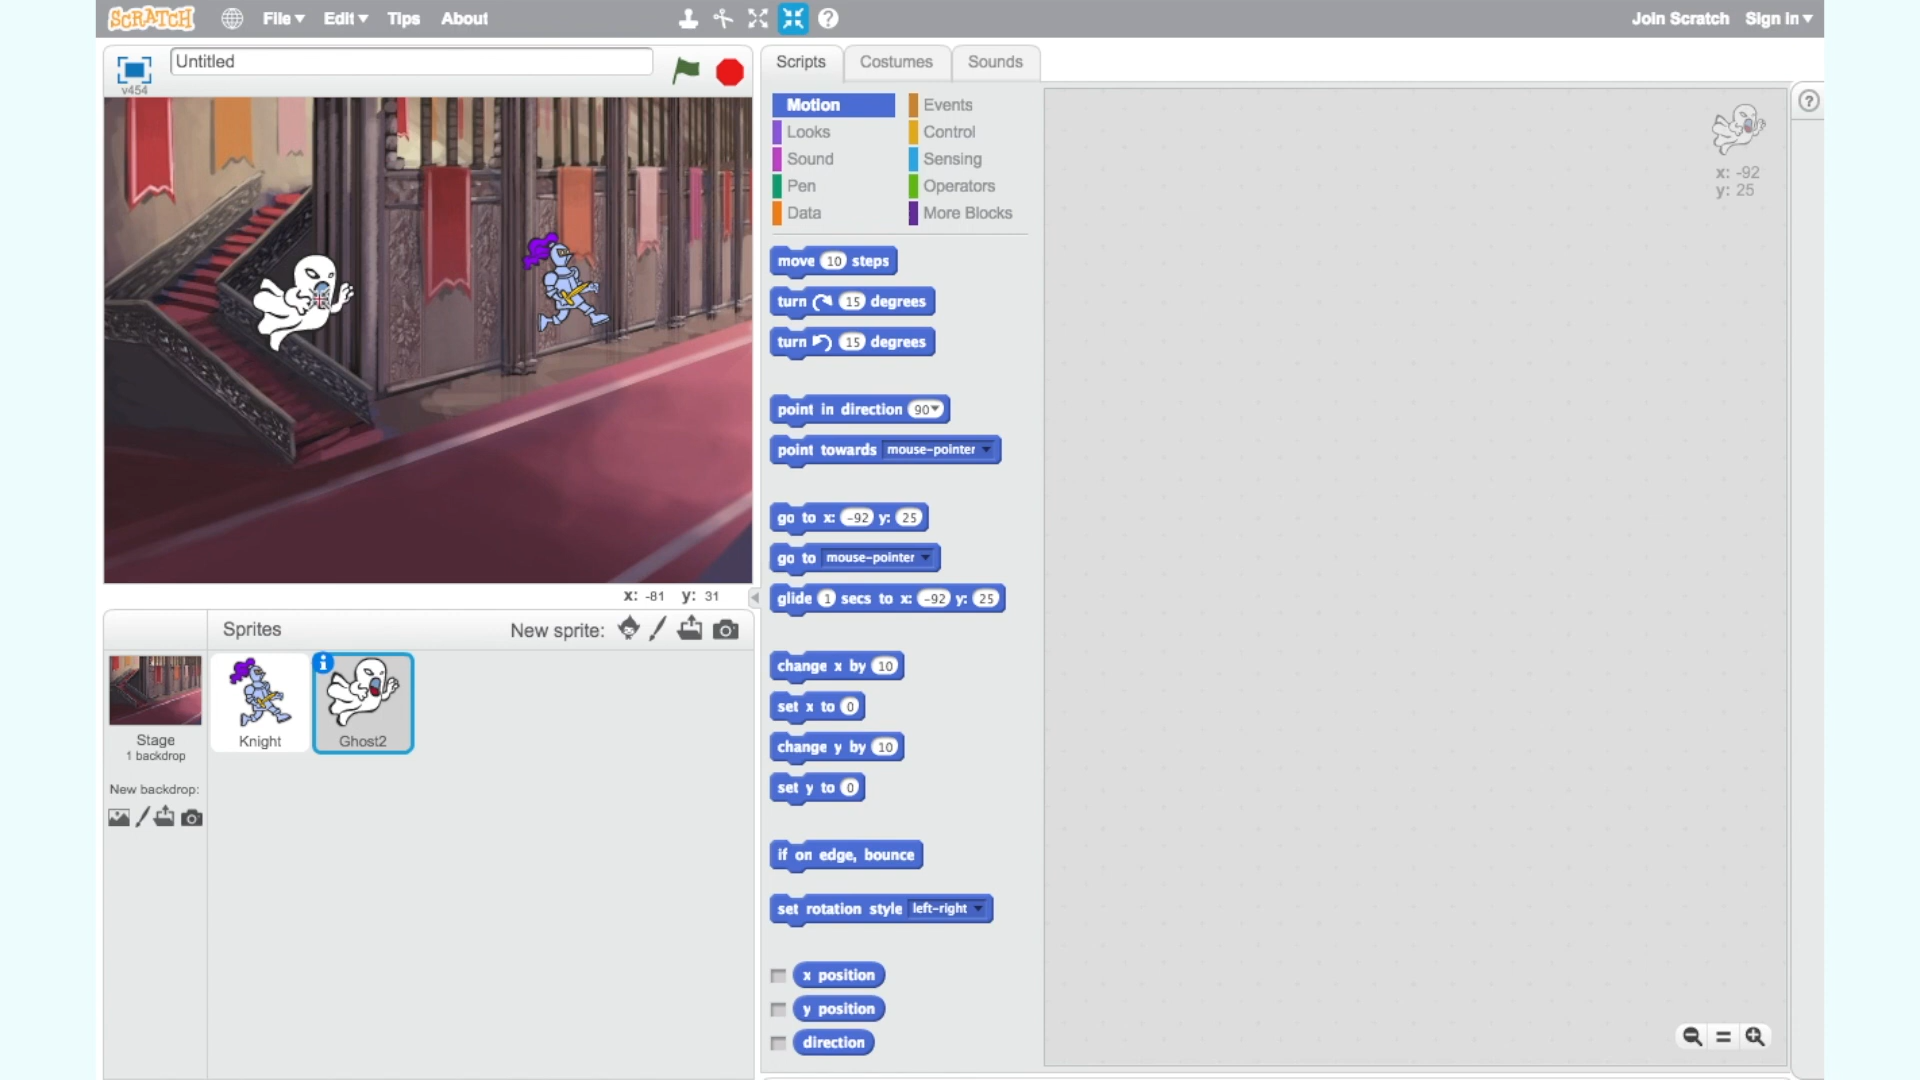 SCRATCH File Edit Tips About Join Scratch Sign in
v454 Untitled
Scripts Costumes Sounds
Motion Events
Looks Control
Sound Sensing
Pen Operators
Data More Blocks
x: -92
y: 25
move 10 steps
turn 15 degrees
turn 15 degrees
point in direction 90
point towards mouse-pointer
go to x: -92 y: 25
go to mouse-pointer
glide 1 secs to x: -92 y: 25
change x by 10
set x to 0
change y by 10
set y to 0
if on edge, bounce
set rotation style left-right
x position
y position
direction
x: -81 y: 31
Sprites New sprite:
Stage
1 backdrop
New backdrop:
Knight
Ghost2